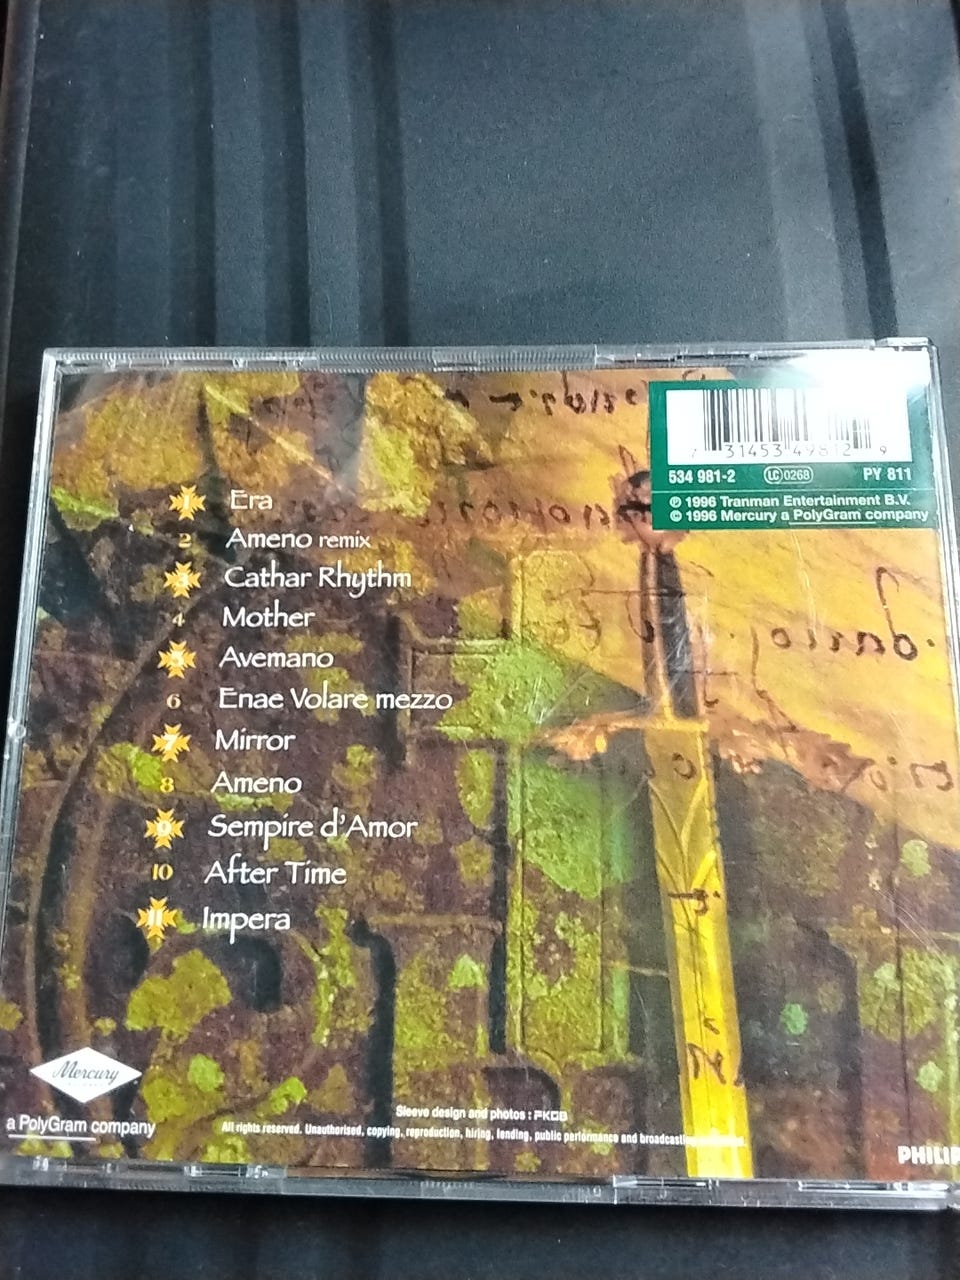 7 31453 49812 9
534 981-2 LC 0268 PY 811
℗ 1996 Tranman Entertainment B.V.
© 1996 Mercury a PolyGram company
1 Era
2 Ameno remix
3 Cathar Rhythm
4 Mother
5 Avemano
6 Enae Volare mezzo
7 Mirror
8 Ameno
9 Sempire d'Amor
10 After Time
11 Impera
Mercury
a PolyGram company
Sleeve design and photos : FKGB
All rights reserved. Unauthorised, copying, reproduction, hiring, lending, public performance and broadcasting
PHILIP